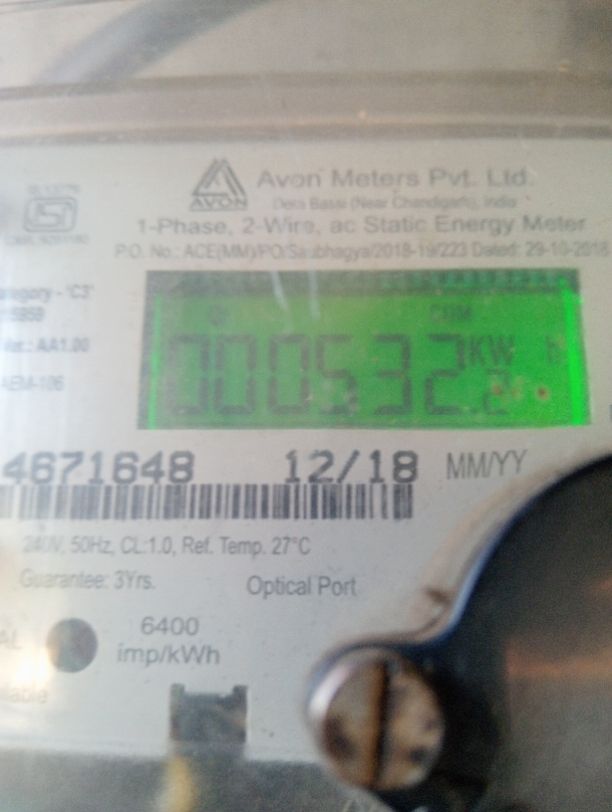 AVON
Avon Meters Pvt. Ltd.
Dera Bassi (Near Chandigarh), India
1-Phase, 2-Wire, ac Static Energy Meter
P.O. No.: ACE(MM)/PO/Saubhagya/2018-19/223 Dated: 29-10-2018
- 'C3'
COM
AA1.00
000532 KW h
AEM-106
4671648 12/18 MM/YY
240V, 50Hz, CL:1.0, Ref. Temp. 27°C
Guarantee: 3Yrs. Optical Port
6400
imp/kWh